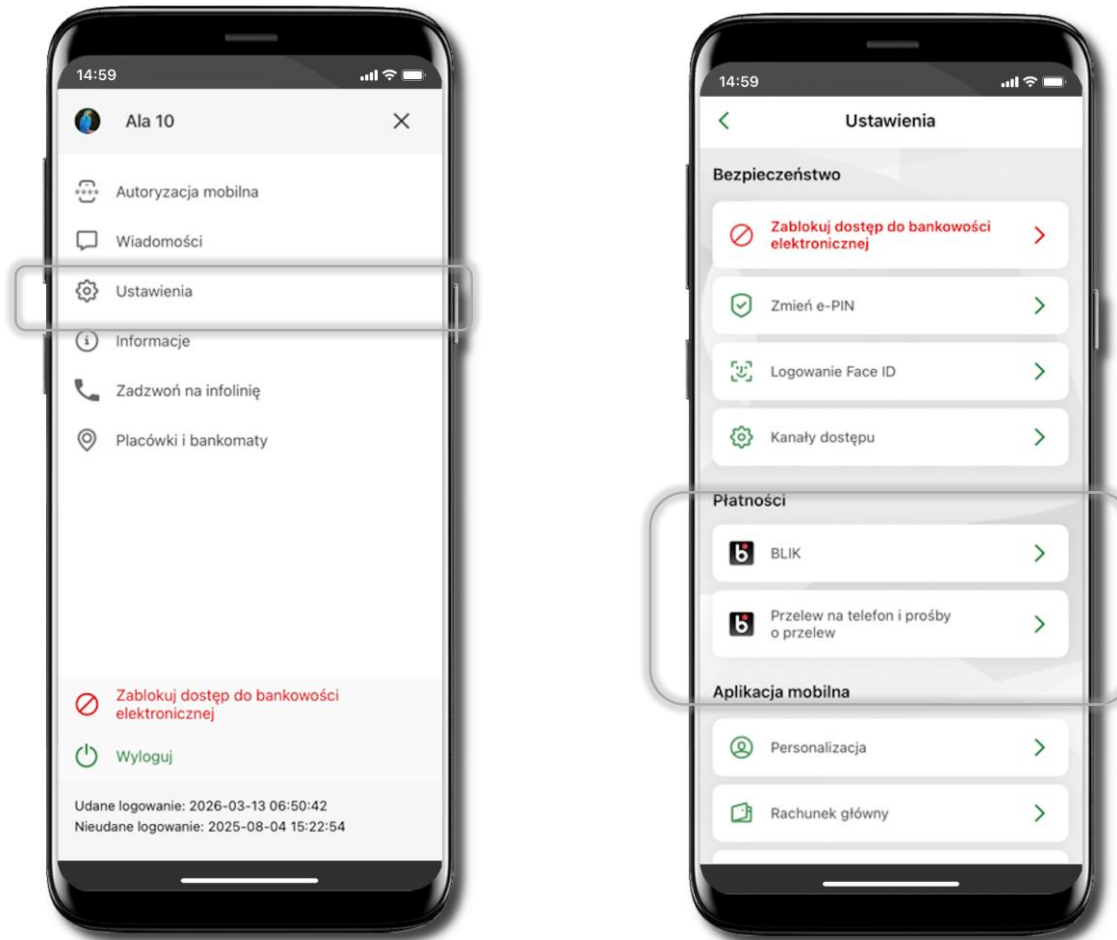 14:59
Ala 10
Autoryzacja mobilna
Wiadomości
Ustawienia
Informacje
Zadzwoń na infolinię
Placówki i bankomaty
Zablokuj dostęp do bankowości
elektronicznej
Wyloguj
Udane logowanie: 2026-03-13 06:50:42
Nieudane logowanie: 2025-08-04 15:22:54
14:59
Ustawienia
Bezpieczeństwo
Zablokuj dostęp do bankowości
elektronicznej
Zmień e-PIN
Logowanie Face ID
Kanały dostępu
Płatności
BLIK
Przelew na telefon i prośby
o przelew
Aplikacja mobilna
Personalizacja
Rachunek główny